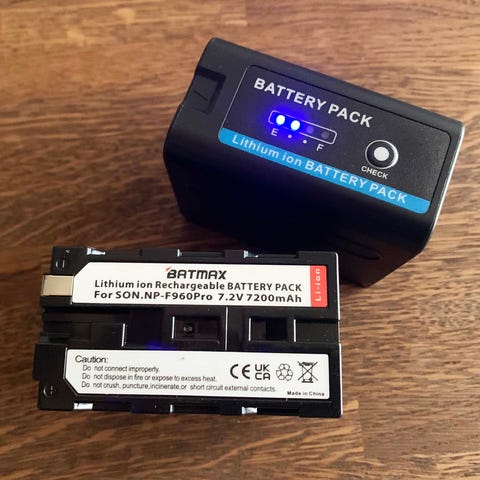 BATTERY PACK
E F
CHECK
Lithium ion BATTERY PACK
BATMAX
Lithium ion Rechargeable BATTERY PACK
For SON.NP-F960Pro 7.2V 7200mAh
Li-ion
Caution:
Do not connect improperly.
Do not dispose in fire or expose to excess heat.
Do not crush, puncture,incinerate,or short circuit external contacts.
CE UK CA
Made in China